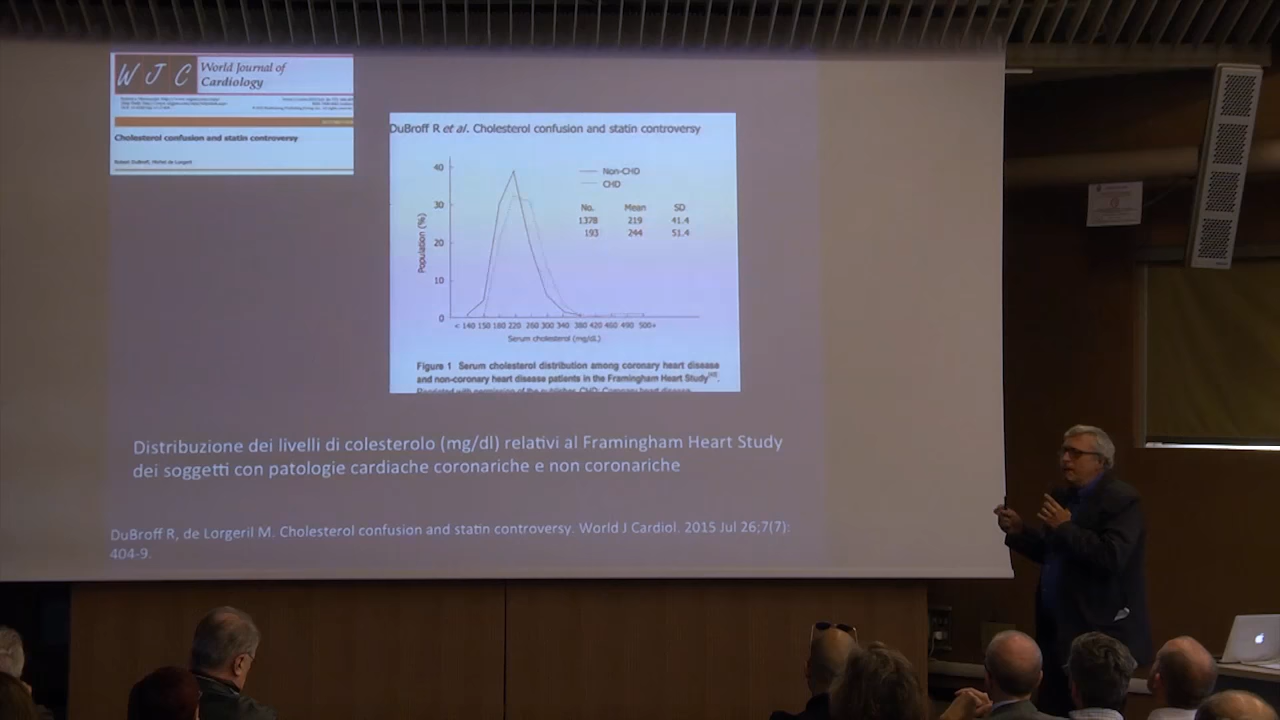 WJC
World Journal of
Cardiology
Cholesterol confusion and statin controversy
Robert DuBroff, Michel de Lorgeril
DuBroff R et al. Cholesterol confusion and statin controversy
Non-CHD
CHD
No. Mean SD
1378 219 41.4
193 244 51.4
Population (%)
40
30
20
10
0
< 140 150 180 220 260 300 340 380 420 460 490 500+
Serum cholesterol (mg/dL)
Figure 1 Serum cholesterol distribution among coronary heart disease
and non-coronary heart disease patients in the Framingham Heart Study
Distribuzione dei livelli di colesterolo (mg/dl) relativi al Framingham Heart Study
dei soggetti con patologie cardiache coronariche e non coronariche
DuBroff R, de Lorgeril M. Cholesterol confusion and statin controversy. World J Cardiol. 2015 Jul 26;7(7):
404-9.